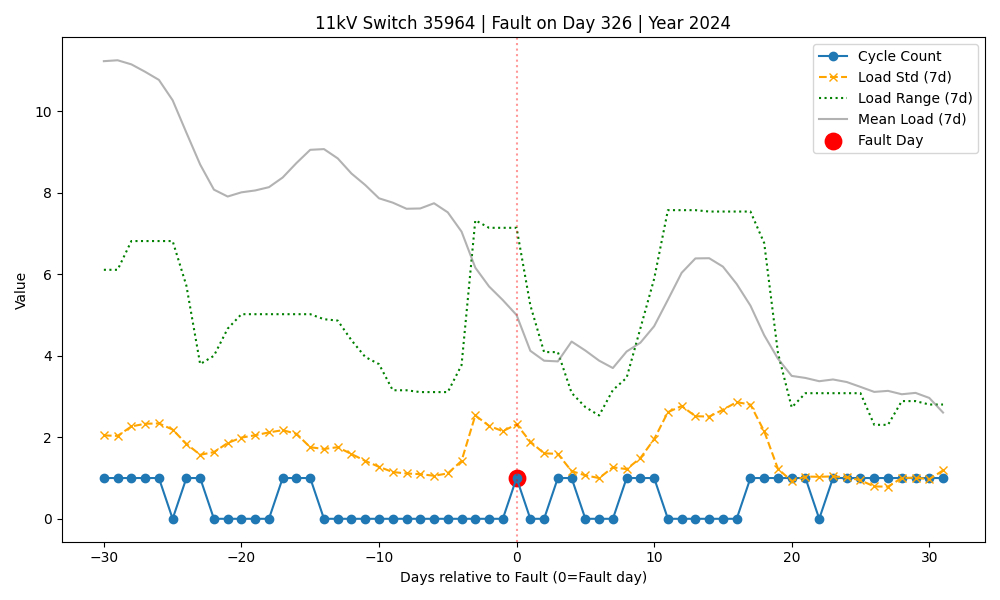 11kV Switch 35964 | Fault on Day 326 | Year 2024
Cycle Count
Load Std (7d)
Load Range (7d)
Mean Load (7d)
Fault Day
Value
10
8
6
4
2
0
−30
−20
−10
0
10
20
30
Days relative to Fault (0=Fault day)